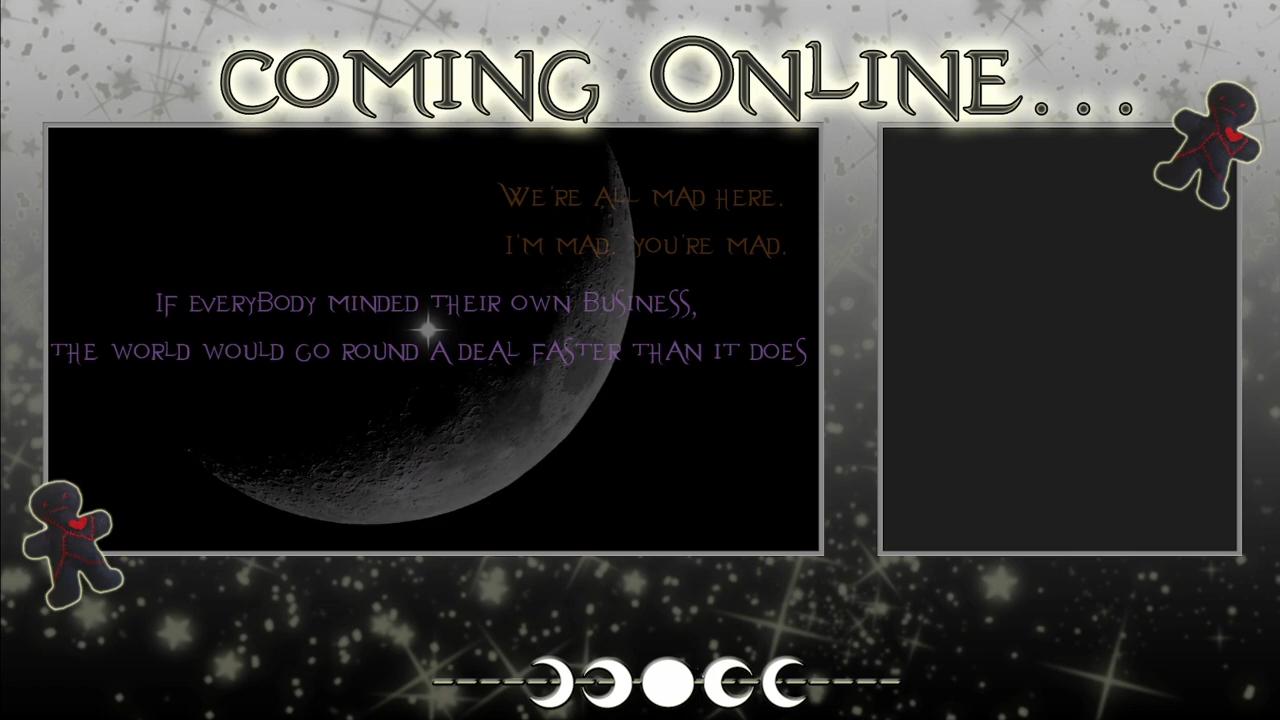 Coming Online...
We're all mad here.
I'm mad. You're mad.
If everybody minded their own business,
the world would go round a deal faster than it does